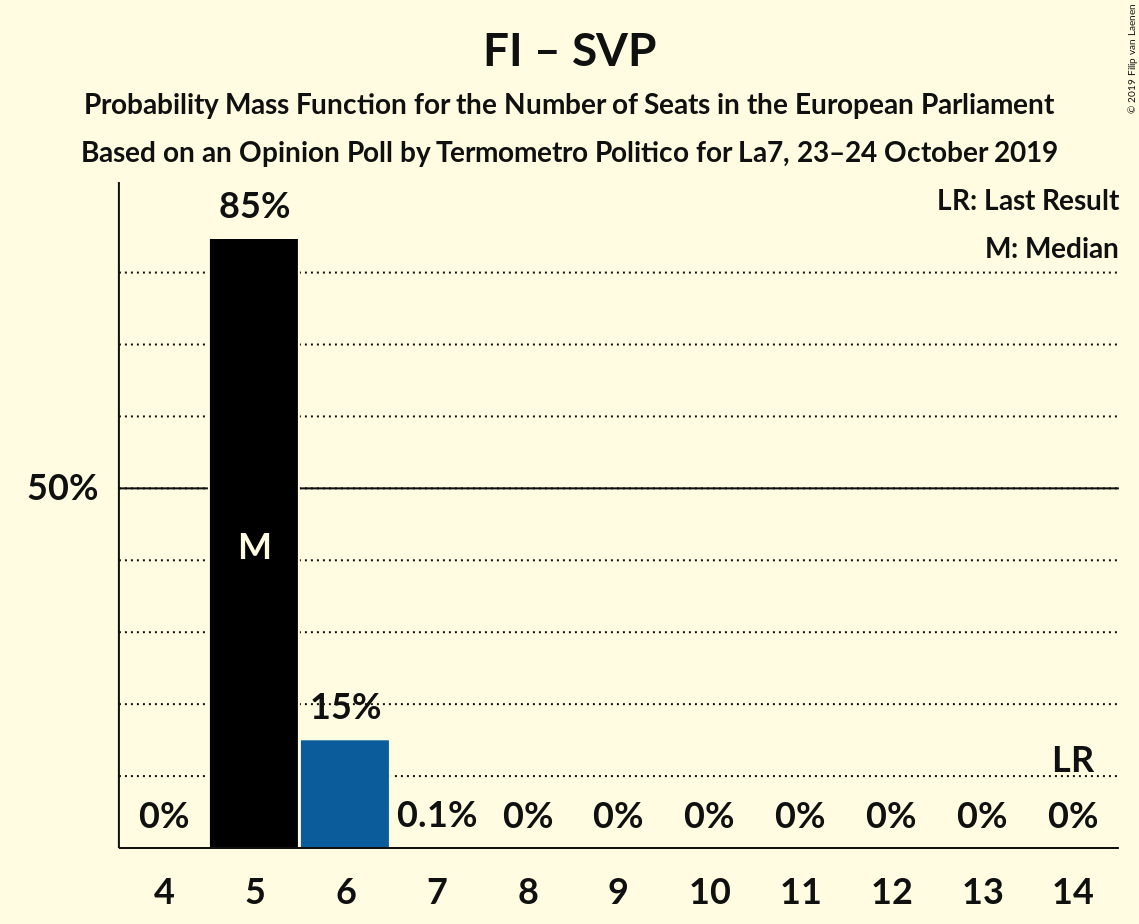 FI – SVP
Probability Mass Function for the Number of Seats in the European Parliament
Based on an Opinion Poll by Termometro Politico for La7, 23–24 October 2019
© 2019 Filip van Laenen
LR: Last Result
M: Median
85%
50%
M
15%
LR
0% 0.1% 0% 0% 0% 0% 0% 0% 0%
4 5 6 7 8 9 10 11 12 13 14